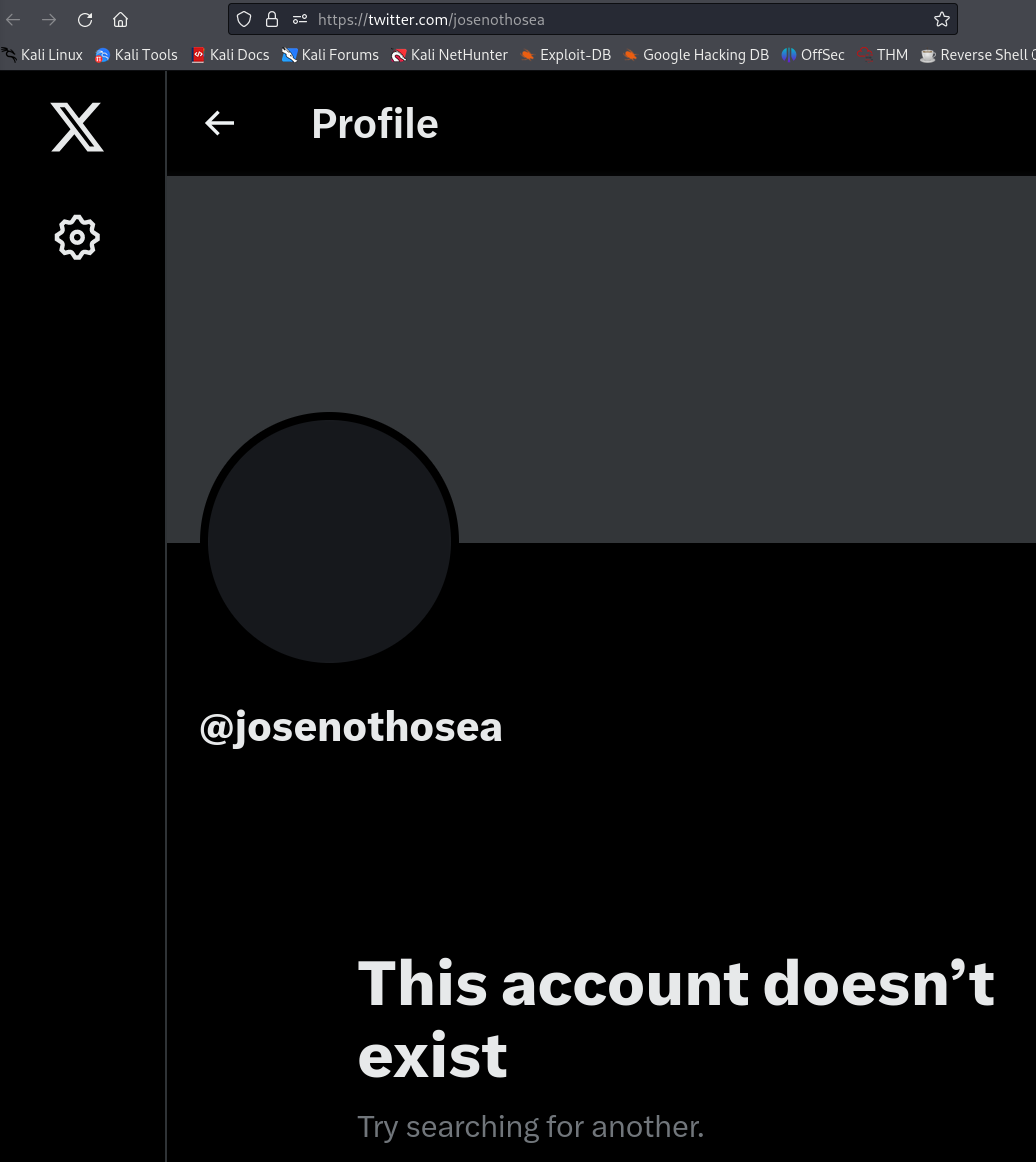 https://twitter.com/josenothosea
Kali Linux Kali Tools Kali Docs Kali Forums Kali NetHunter Exploit-DB Google Hacking DB OffSec THM Reverse Shell
Profile
@josenothosea
This account doesn’t
exist
Try searching for another.